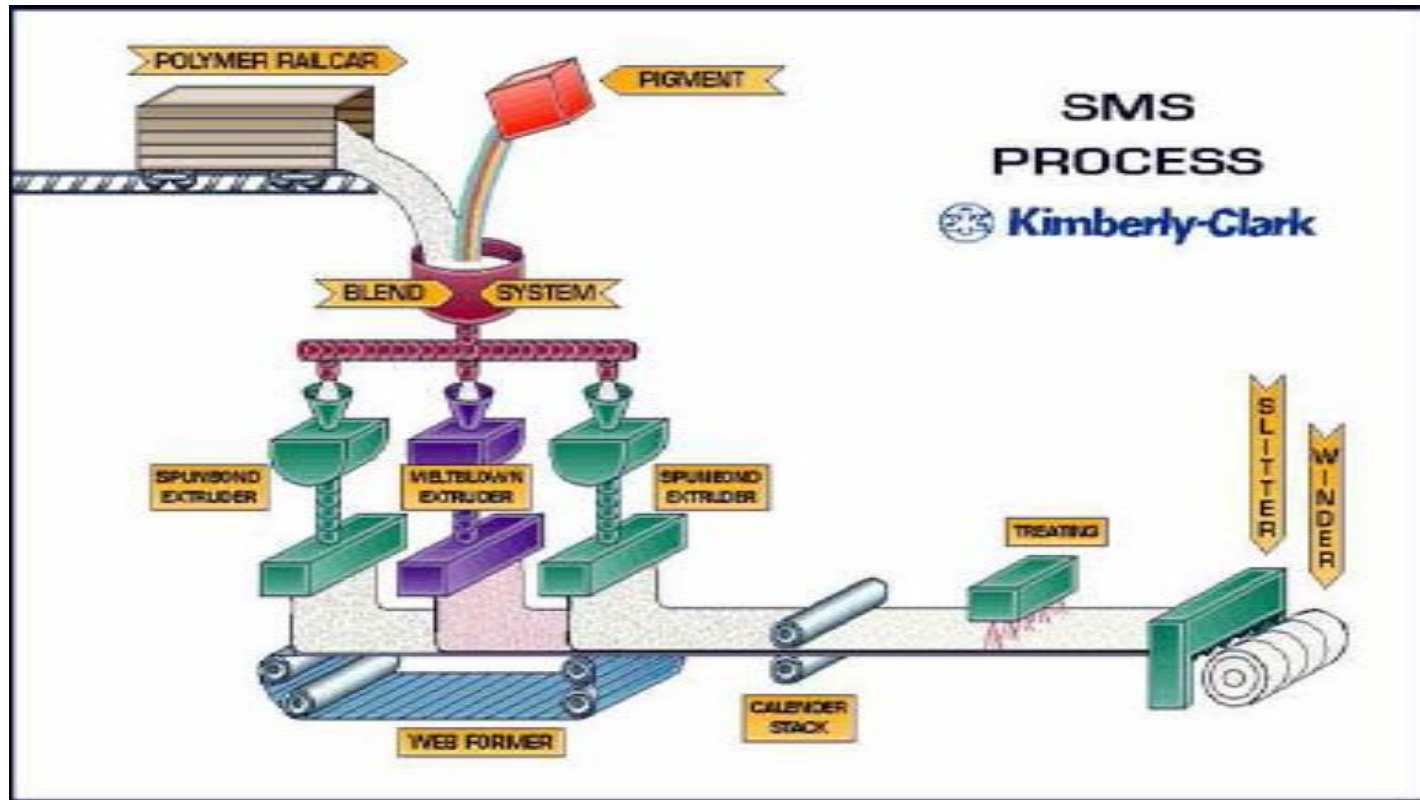 POLYMER RAILCAR
PIGMENT
SMS
PROCESS
Kimberly-Clark
BLEND SYSTEM
SPUNBOND
EXTRUDER
MELTBLOWN
EXTRUDER
SPUNBOND
EXTRUDER
TREATING
SLITTER
WINDER
CALENDER
STACK
WEB FORMER